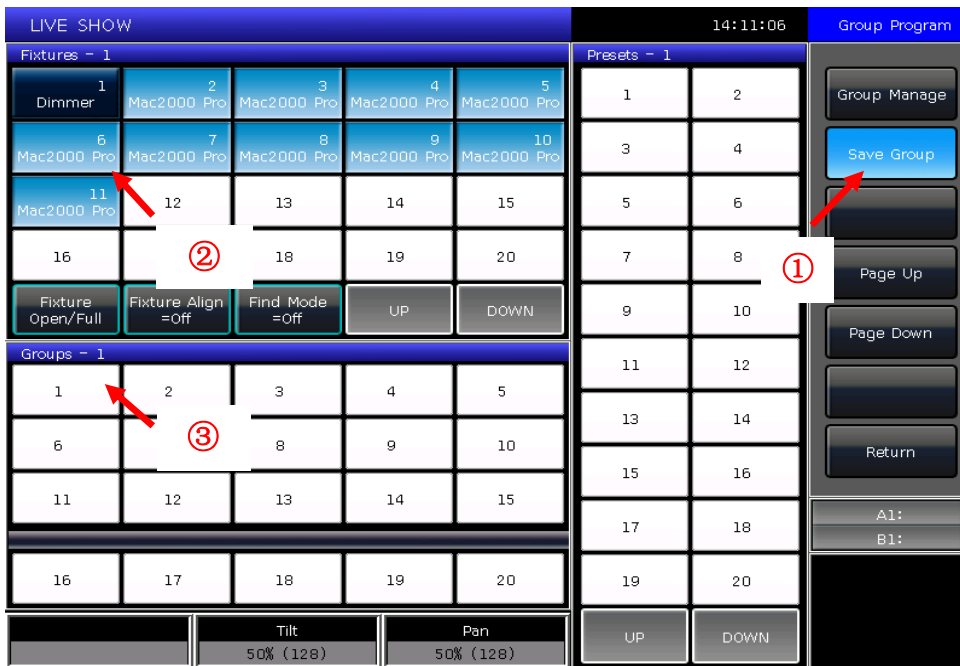 LIVE SHOW 14:11:06 Group Program
Fixtures - 1
1 Dimmer
2 Mac2000 Pro
3 Mac2000 Pro
4 Mac2000 Pro
5 Mac2000 Pro
6 Mac2000 Pro
7 Mac2000 Pro
8 Mac2000 Pro
9 Mac2000 Pro
10 Mac2000 Pro
11 Mac2000 Pro
12 13 14 15
16 ② 18 19 20
Fixture Open/Full
Fixture Align =Off
Find Mode =Off
UP
DOWN
Groups - 1
1 2 3 4 5
6 ③ 8 9 10
11 12 13 14 15
16 17 18 19 20
Tilt
50% (128)
Pan
50% (128)
Presets - 1
1 2
3 4
5 6
7 8
9 10
11 12
13 14
15 16
17 18
19 20
UP DOWN
Group Manage
Save Group
①
Page Up
Page Down
Return
A1:
B1: